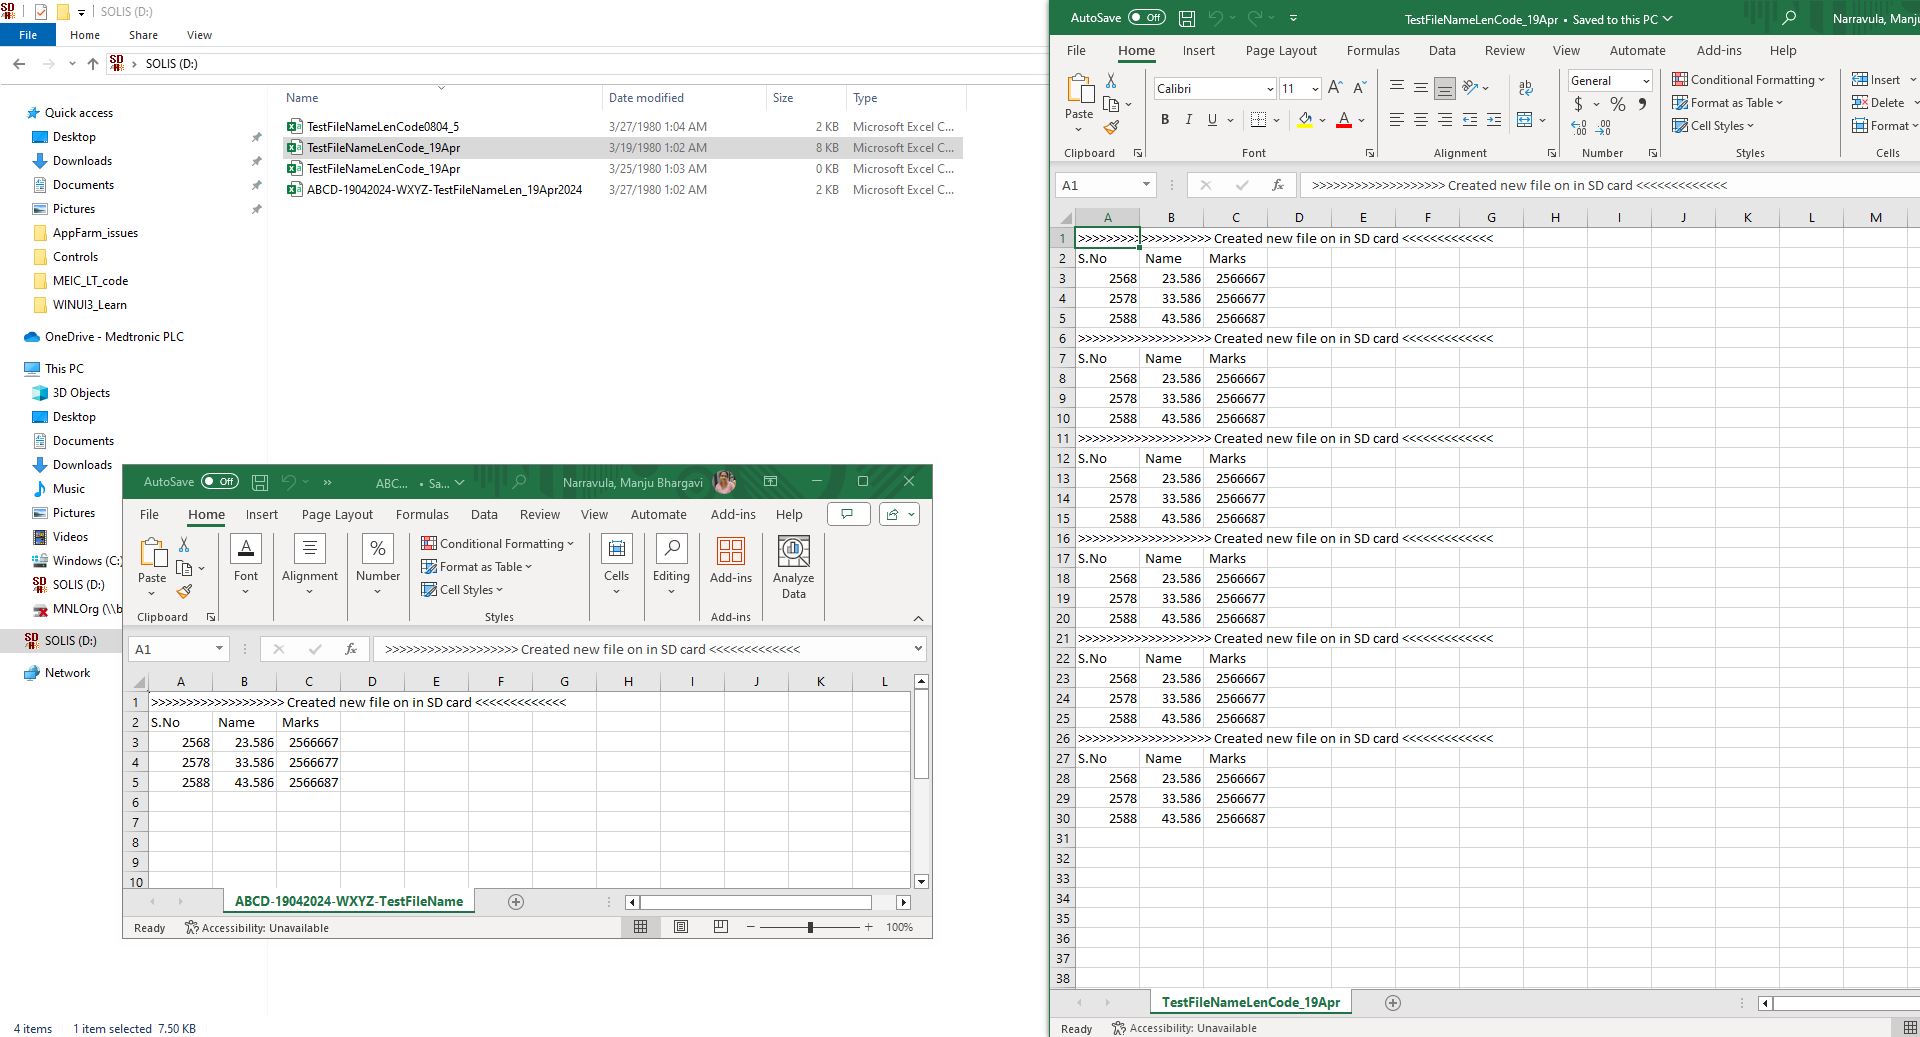 SOLIS (D:)
File Home Share View
SOLIS (D:)
Quick access
Desktop
Downloads
Documents
Pictures
AppFarm_issues
Controls
MEIC_LT_code
WINUI3_Learn
OneDrive - Medtronic PLC
This PC
3D Objects
Desktop
Documents
Downloads
Music
Pictures
Videos
Windows (C:)
SOLIS (D:)
MNLOrg (\\b
SOLIS (D:)
Network
Name Date modified Size Type
TestFileNameLenCode0804_5 3/27/1980 1:04 AM 2 KB Microsoft Excel C...
TestFileNameLenCode_19Apr 3/19/1980 1:02 AM 8 KB Microsoft Excel C...
TestFileNameLenCode_19Apr 3/25/1980 1:03 AM 0 KB Microsoft Excel C...
ABCD-19042024-WXYZ-TestFileNameLen_19Apr2024 3/27/1980 1:02 AM 2 KB Microsoft Excel C...
4 items 1 item selected 7.50 KB
AutoSave Off ABC... • Sa... Narravula, Manju Bhargavi
File Home Insert Page Layout Formulas Data Review View Automate Add-ins Help
Paste Font Alignment Number Conditional Formatting Format as Table Cell Styles Cells Editing Add-ins Analyze Data
Clipboard Styles Add-ins
A1 fx >>>>>>>>>>>>>>>>>>> Created new file on in SD card <<<<<<<<<<<<<
A B C D E F G H I J K L
1 >>>>>>>>>>>>>>>>>>> Created new file on in SD card <<<<<<<<<<<<<
2 S.No Name Marks
3 2568 23.586 2566667
4 2578 33.586 2566677
5 2588 43.586 2566687
6
7
8
9
10
ABCD-19042024-WXYZ-TestFileName
Ready Accessibility: Unavailable 100%
AutoSave Off TestFileNameLenCode_19Apr • Saved to this PC Narravula, Manju
File Home Insert Page Layout Formulas Data Review View Automate Add-ins Help
Paste Calibri 11 General Conditional Formatting Insert
B I U $ % Format as Table Delete
Cell Styles Format
Clipboard Font Alignment Number Styles Cells
A1 fx >>>>>>>>>>>>>>>>>>> Created new file on in SD card <<<<<<<<<<<<<
A B C D E F G H I J K L M
1 >>>>>>>>>>>>>>>>>>> Created new file on in SD card <<<<<<<<<<<<<
2 S.No Name Marks
3 2568 23.586 2566667
4 2578 33.586 2566677
5 2588 43.586 2566687
6 >>>>>>>>>>>>>>>>>>> Created new file on in SD card <<<<<<<<<<<<<
7 S.No Name Marks
8 2568 23.586 2566667
9 2578 33.586 2566677
10 2588 43.586 2566687
11 >>>>>>>>>>>>>>>>>>> Created new file on in SD card <<<<<<<<<<<<<
12 S.No Name Marks
13 2568 23.586 2566667
14 2578 33.586 2566677
15 2588 43.586 2566687
16 >>>>>>>>>>>>>>>>>>> Created new file on in SD card <<<<<<<<<<<<<
17 S.No Name Marks
18 2568 23.586 2566667
19 2578 33.586 2566677
20 2588 43.586 2566687
21 >>>>>>>>>>>>>>>>>>> Created new file on in SD card <<<<<<<<<<<<<
22 S.No Name Marks
23 2568 23.586 2566667
24 2578 33.586 2566677
25 2588 43.586 2566687
26 >>>>>>>>>>>>>>>>>>> Created new file on in SD card <<<<<<<<<<<<<
27 S.No Name Marks
28 2568 23.586 2566667
29 2578 33.586 2566677
30 2588 43.586 2566687
31
32
33
34
35
36
37
38
TestFileNameLenCode_19Apr
Ready Accessibility: Unavailable